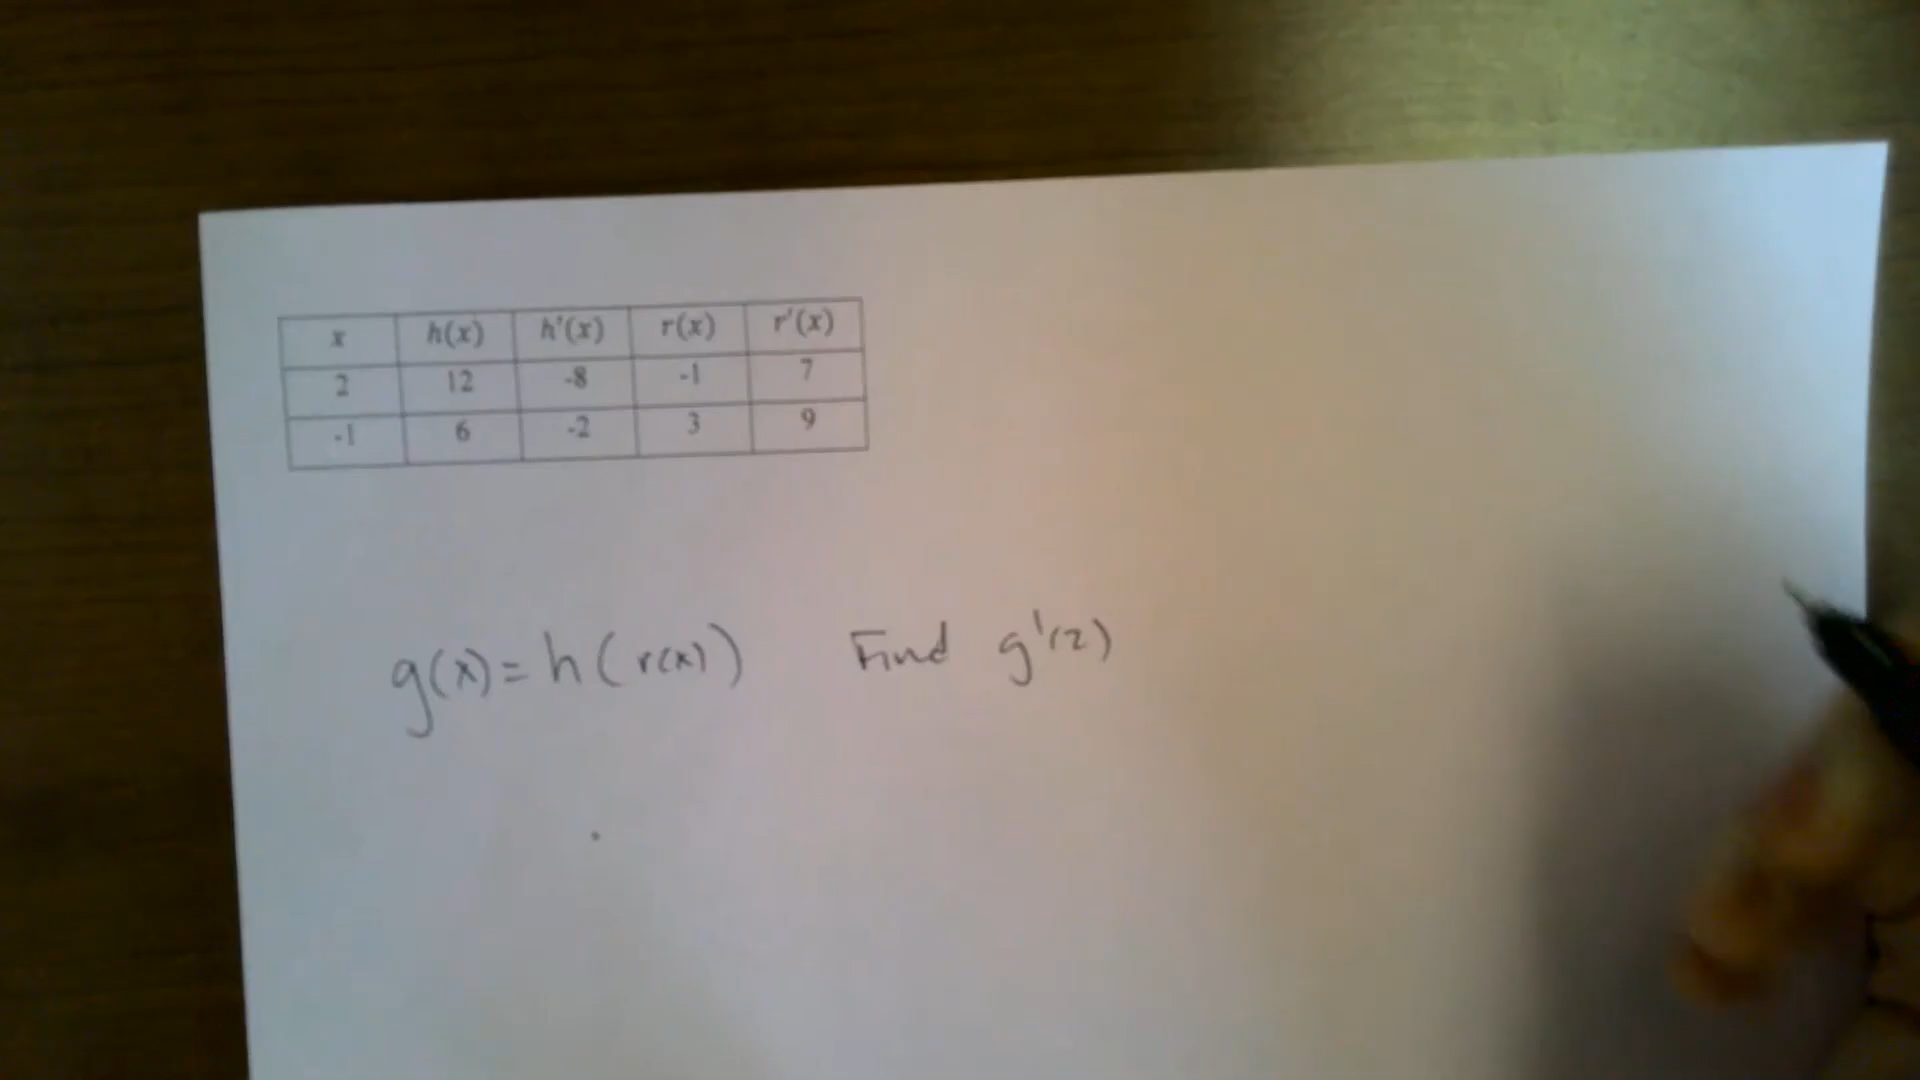 x h(x) h'(x) r(x) r'(x)
2 12 -8 -1 7
-1 6 -2 3 9
g(x)=h(r(x)) Find g'(2)